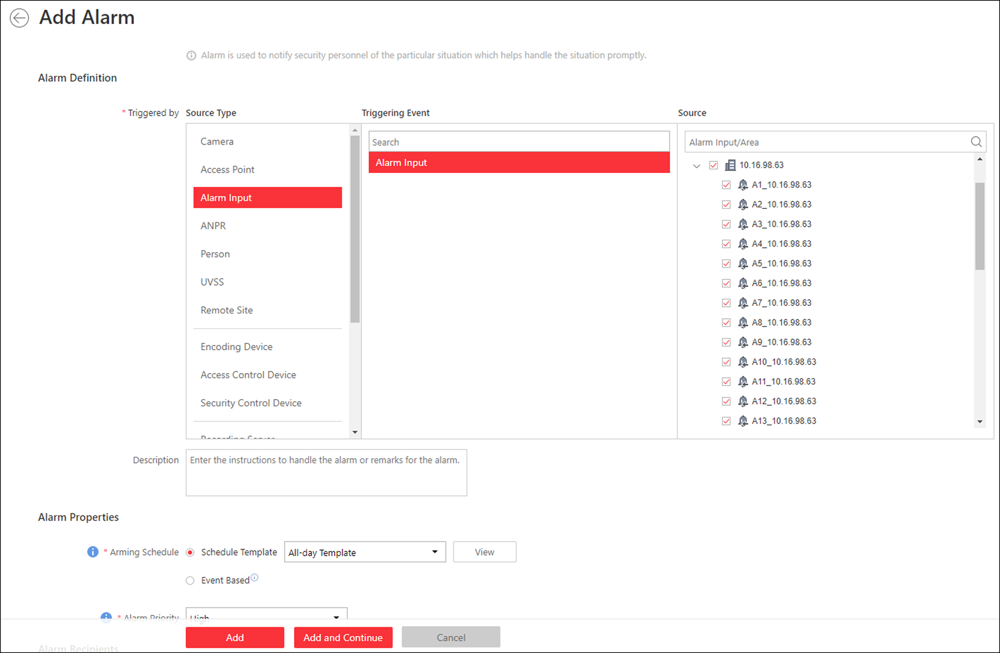 Add Alarm
Alarm is used to notify security personnel of the particular situation which helps handle the situation promptly.
Alarm Definition
* Triggered by
Source Type
Triggering Event
Source
Camera
Access Point
Alarm Input
ANPR
Person
UVSS
Remote Site
Encoding Device
Access Control Device
Security Control Device
Recording Server
Search
Alarm Input
Alarm Input/Area
10.16.98.63
A1_10.16.98.63
A2_10.16.98.63
A3_10.16.98.63
A4_10.16.98.63
A5_10.16.98.63
A6_10.16.98.63
A7_10.16.98.63
A8_10.16.98.63
A9_10.16.98.63
A10_10.16.98.63
A11_10.16.98.63
A12_10.16.98.63
A13_10.16.98.63
Description
Enter the instructions to handle the alarm or remarks for the alarm.
Alarm Properties
* Arming Schedule
Schedule Template
All-day Template
View
Event Based
* Alarm Priority
High
Add
Add and Continue
Cancel
Alarm Recipients